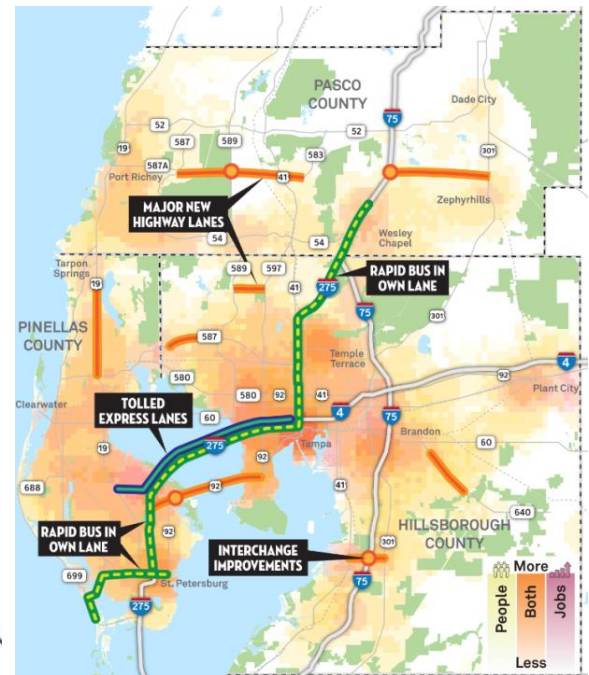 PASCO
COUNTY
Dade City
75
52
52
19
587
589
583
301
587A
Port Richey
41
Zephyrhills
MAJOR NEW
HIGHWAY LANES
54
54
Wesley
Chapel
Tarpon
Springs
589
597
RAPID BUS IN
OWN LANE
19
41
275
75
301
PINELLAS
COUNTY
587
Temple
Terrace
580
4
92
Plant City
Clearwater
TOLLED
EXPRESS LANES
580
92
41
4
75
60
Brandon
275
Tampa
19
60
92
688
92
41
640
RAPID BUS IN
OWN LANE
92
HILLSBOROUGH
COUNTY
INTERCHANGE
IMPROVEMENTS
301
699
St. Petersburg
75
275
More
People
Both
Jobs
Less